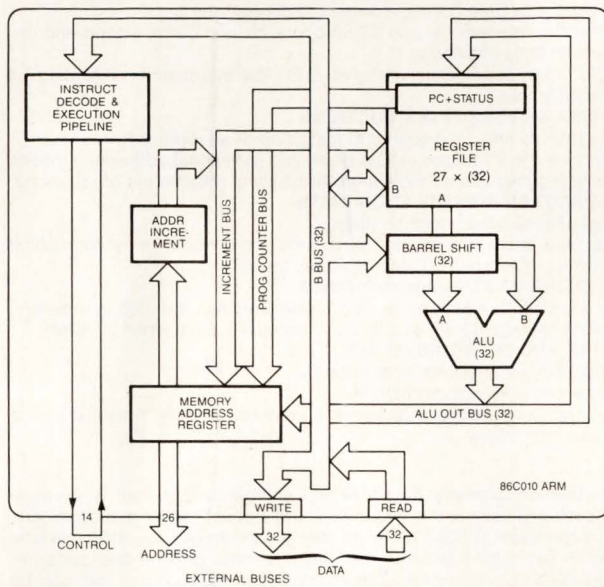 INSTRUCT
DECODE &
EXECUTION
PIPELINE
PC+STATUS
REGISTER
FILE
27 × (32)
B
A
ADDR
INCRE-
MENT
INCREMENT BUS
PROG COUNTER BUS
B BUS (32)
BARREL SHIFT
(32)
A
B
ALU
(32)
MEMORY
ADDRESS
REGISTER
ALU OUT BUS (32)
86C010 ARM
WRITE
READ
14
26
32
32
CONTROL
ADDRESS
DATA
EXTERNAL BUSES